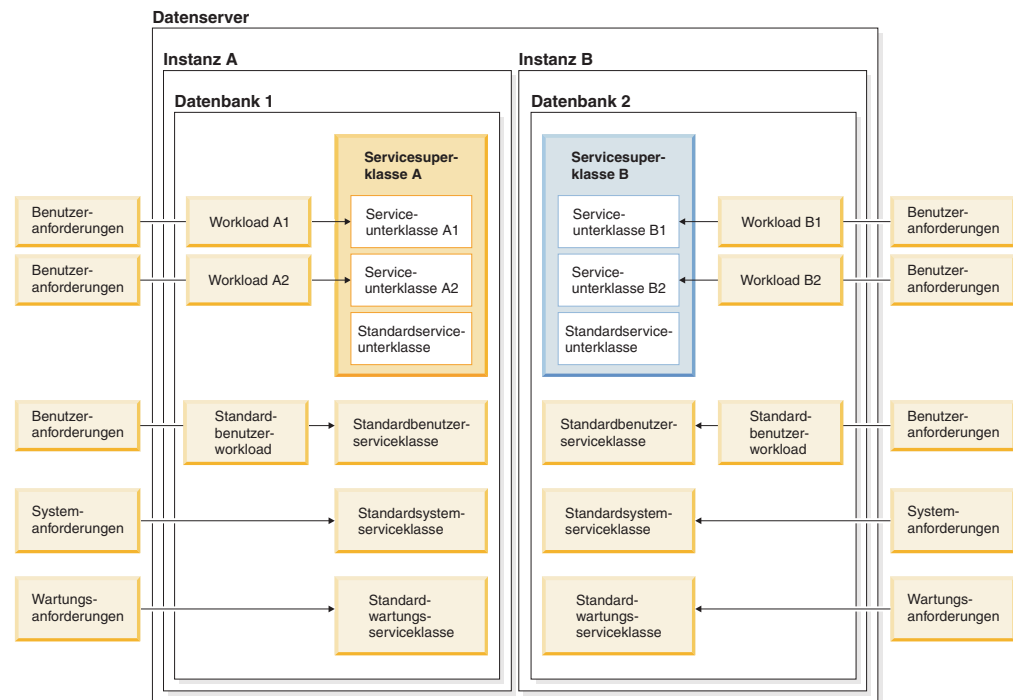 Datenserver
Instanz A
Instanz B
Datenbank 1
Datenbank 2
Servicesuper-
klasse A
Servicesuper-
klasse B
Benutzer-
anforderungen
Workload A1
Service-
unterklasse A1
Service-
unterklasse B1
Workload B1
Benutzer-
anforderungen
Benutzer-
anforderungen
Workload A2
Service-
unterklasse A2
Service-
unterklasse B2
Workload B2
Benutzer-
anforderungen
Standardservice-
unterklasse
Standardservice-
unterklasse
Benutzer-
anforderungen
Standard-
benutzer-
workload
Standardbenutzer-
serviceklasse
Standardbenutzer-
serviceklasse
Standard-
benutzer-
workload
Benutzer-
anforderungen
System-
anforderungen
Standardsystem-
serviceklasse
Standardsystem-
serviceklasse
System-
anforderungen
Wartungs-
anforderungen
Standard-
wartungs-
serviceklasse
Standard-
wartungs-
serviceklasse
Wartungs-
anforderungen